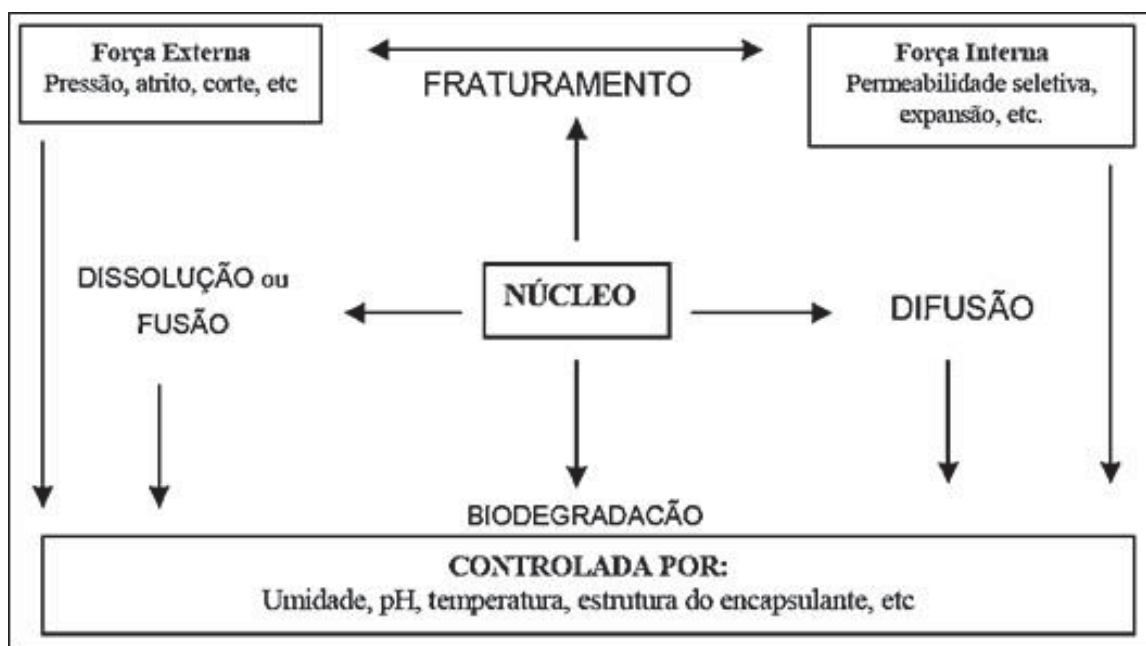 Força Externa
Pressão, atrito, corte, etc
FRATURAMENTO
Força Interna
Permeabilidade seletiva,
expansão, etc.
DISSOLUÇÃO ou
FUSÃO
NÚCLEO
DIFUSÃO
BIODEGRADACÃO
CONTROLADA POR:
Umidade, pH, temperatura, estrutura do encapsulante, etc